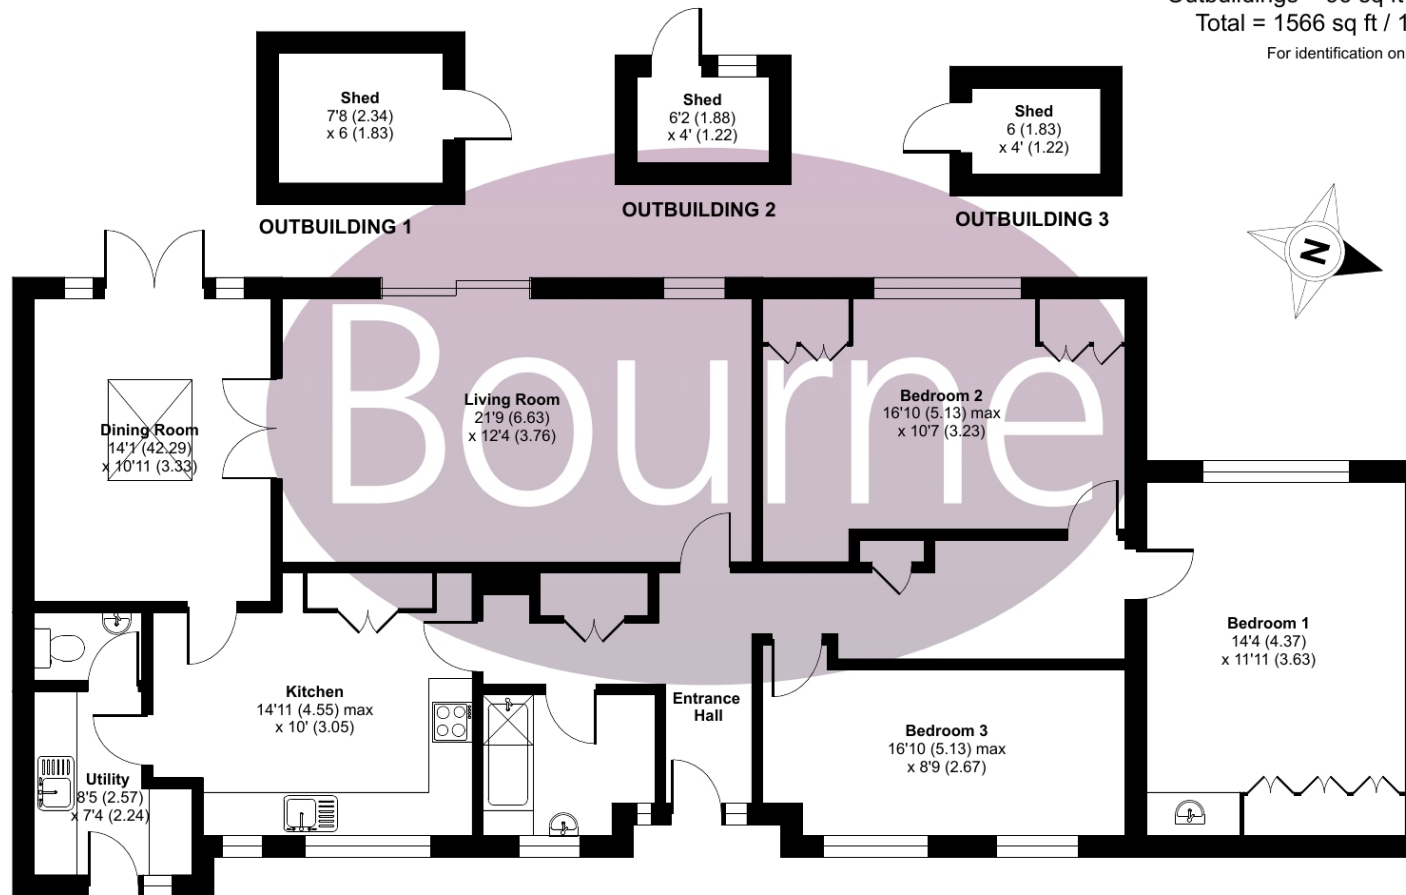 Total = 1566 sq ft / 1
For identification on
Shed
7'8 (2.34)
x 6 (1.83)
OUTBUILDING 1
Shed
6'2 (1.88)
x 4' (1.22)
OUTBUILDING 2
Shed
6 (1.83)
x 4' (1.22)
OUTBUILDING 3
N
Bourne
Dining Room
14'1 (42.29)
x 10'11 (3.33)
Living Room
21'9 (6.63)
x 12'4 (3.76)
Bedroom 2
16'10 (5.13) max
x 10'7 (3.23)
Bedroom 1
14'4 (4.37)
x 11'11 (3.63)
Kitchen
14'11 (4.55) max
x 10' (3.05)
Entrance
Hall
Bedroom 3
16'10 (5.13) max
x 8'9 (2.67)
Utility
8'5 (2.57)
x 7'4 (2.24)